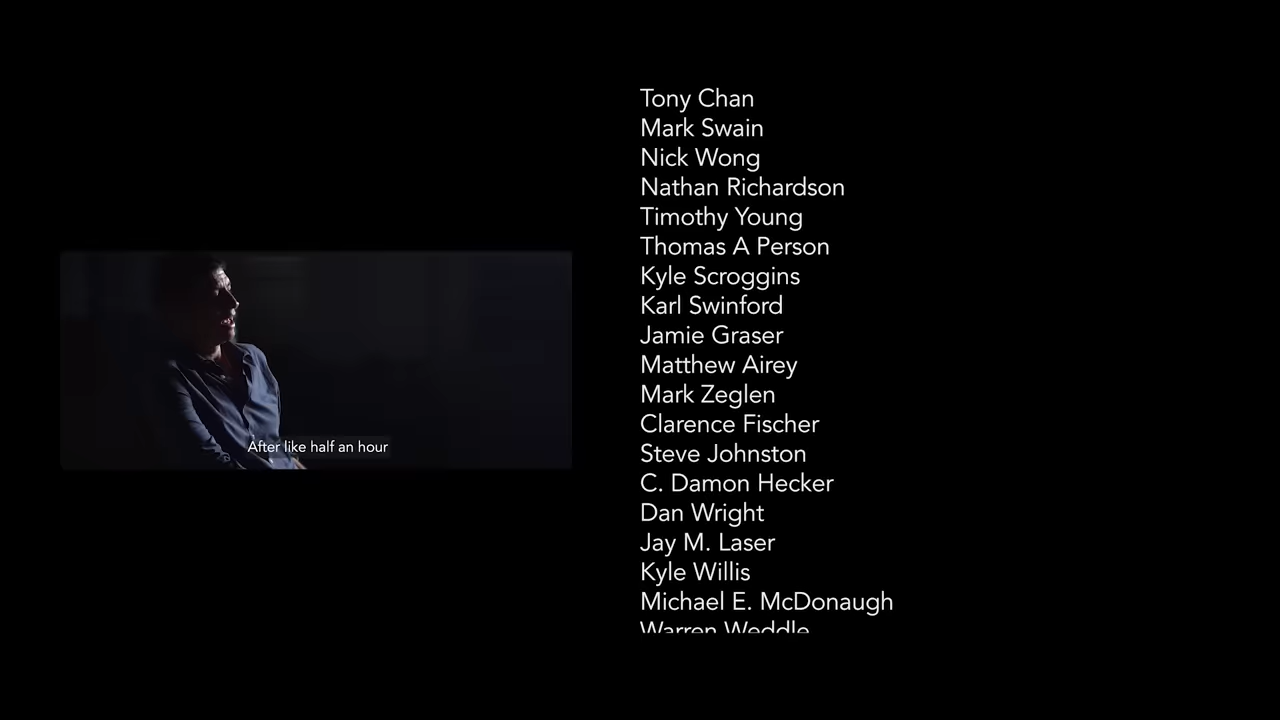 After like half an hour
Tony Chan
Mark Swain
Nick Wong
Nathan Richardson
Timothy Young
Thomas A Person
Kyle Scroggins
Karl Swinford
Jamie Graser
Matthew Airey
Mark Zeglen
Clarence Fischer
Steve Johnston
C. Damon Hecker
Dan Wright
Jay M. Laser
Kyle Willis
Michael E. McDonaugh
Warren Weddle